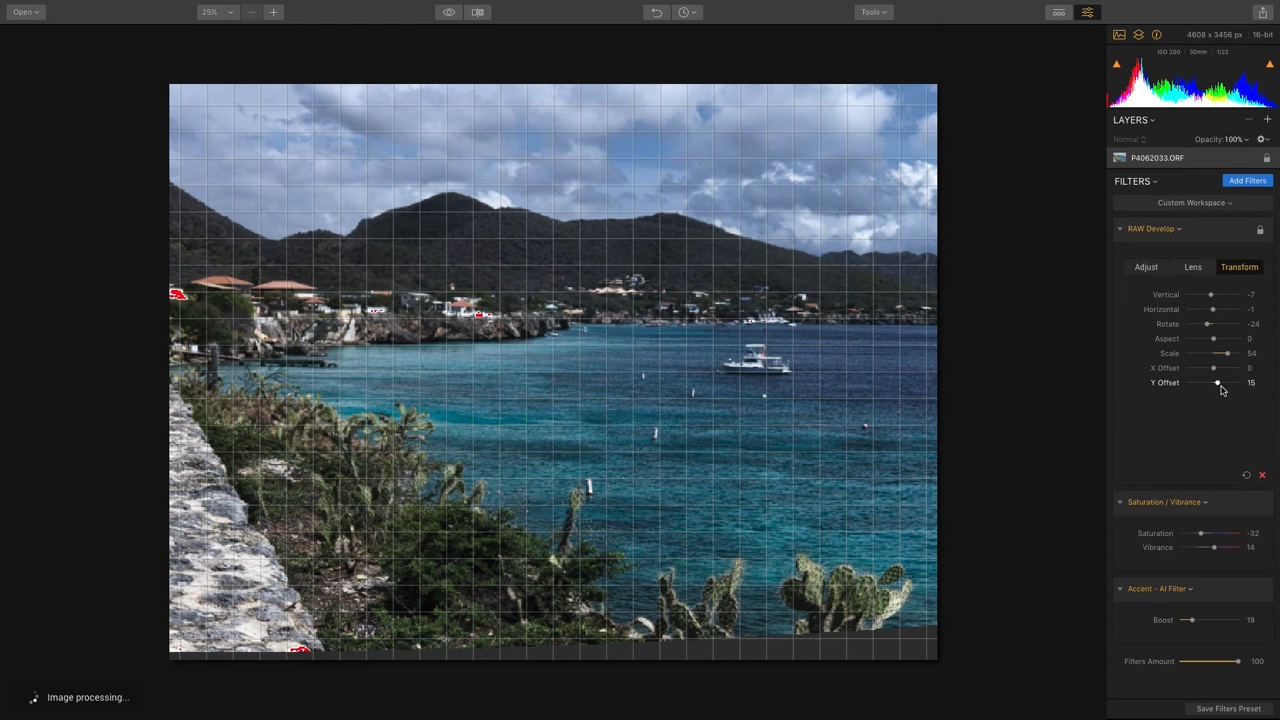 Open
25%
Tools
4608 x 3456 px 16-bit
ISO 200 30mm f/22
LAYERS
Normal Opacity:100%
P4062033.ORF
FILTERS Add Filters
Custom Workspace
RAW Develop
Adjust Lens Transform
Vertical -7
Horizontal -1
Rotate -24
Aspect 0
Scale 54
X Offset 0
Y Offset 15
Saturation / Vibrance
Saturation -32
Vibrance 14
Accent - AI Filter
Boost 19
Filters Amount 100
Image processing...
Save Filters Preset